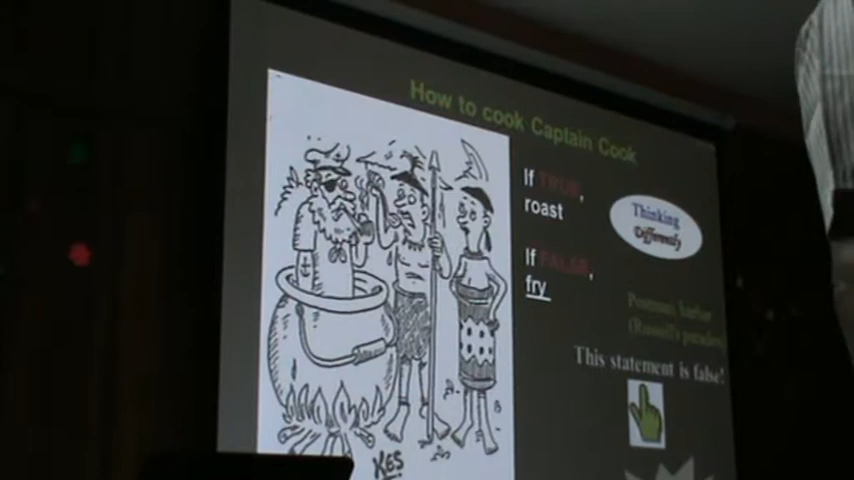 How to cook Captain Cook
If TRUE,
roast
If FALSE,
fry
Thinking
Differently
barber
(Russell's paradox)
This statement is false!
KES